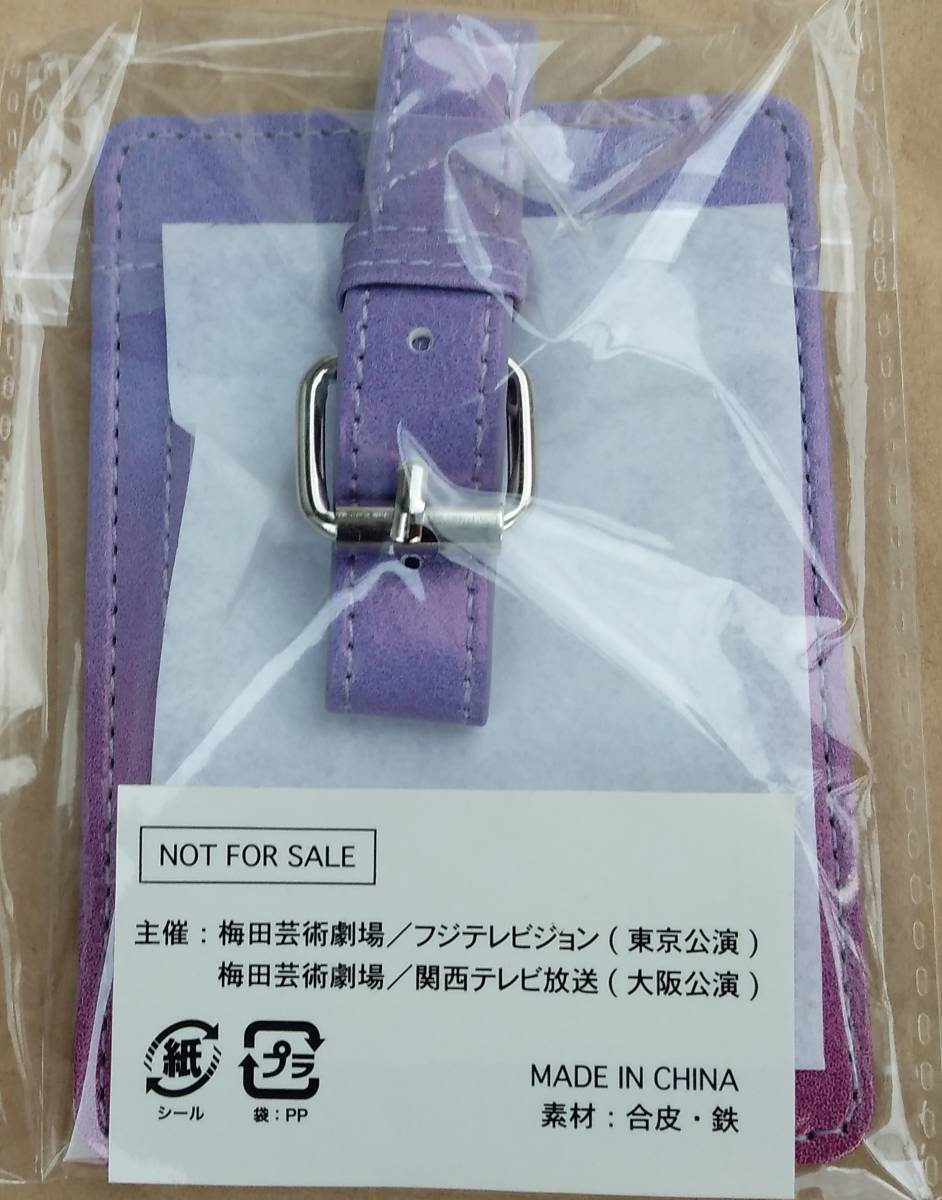 NOT FOR SALE
主催：梅田芸術劇場／フジテレビジョン（東京公演）
梅田芸術劇場／関西テレビ放送（大阪公演）
紙 プラ
シール 袋：PP
MADE IN CHINA
素材：合皮・鉄